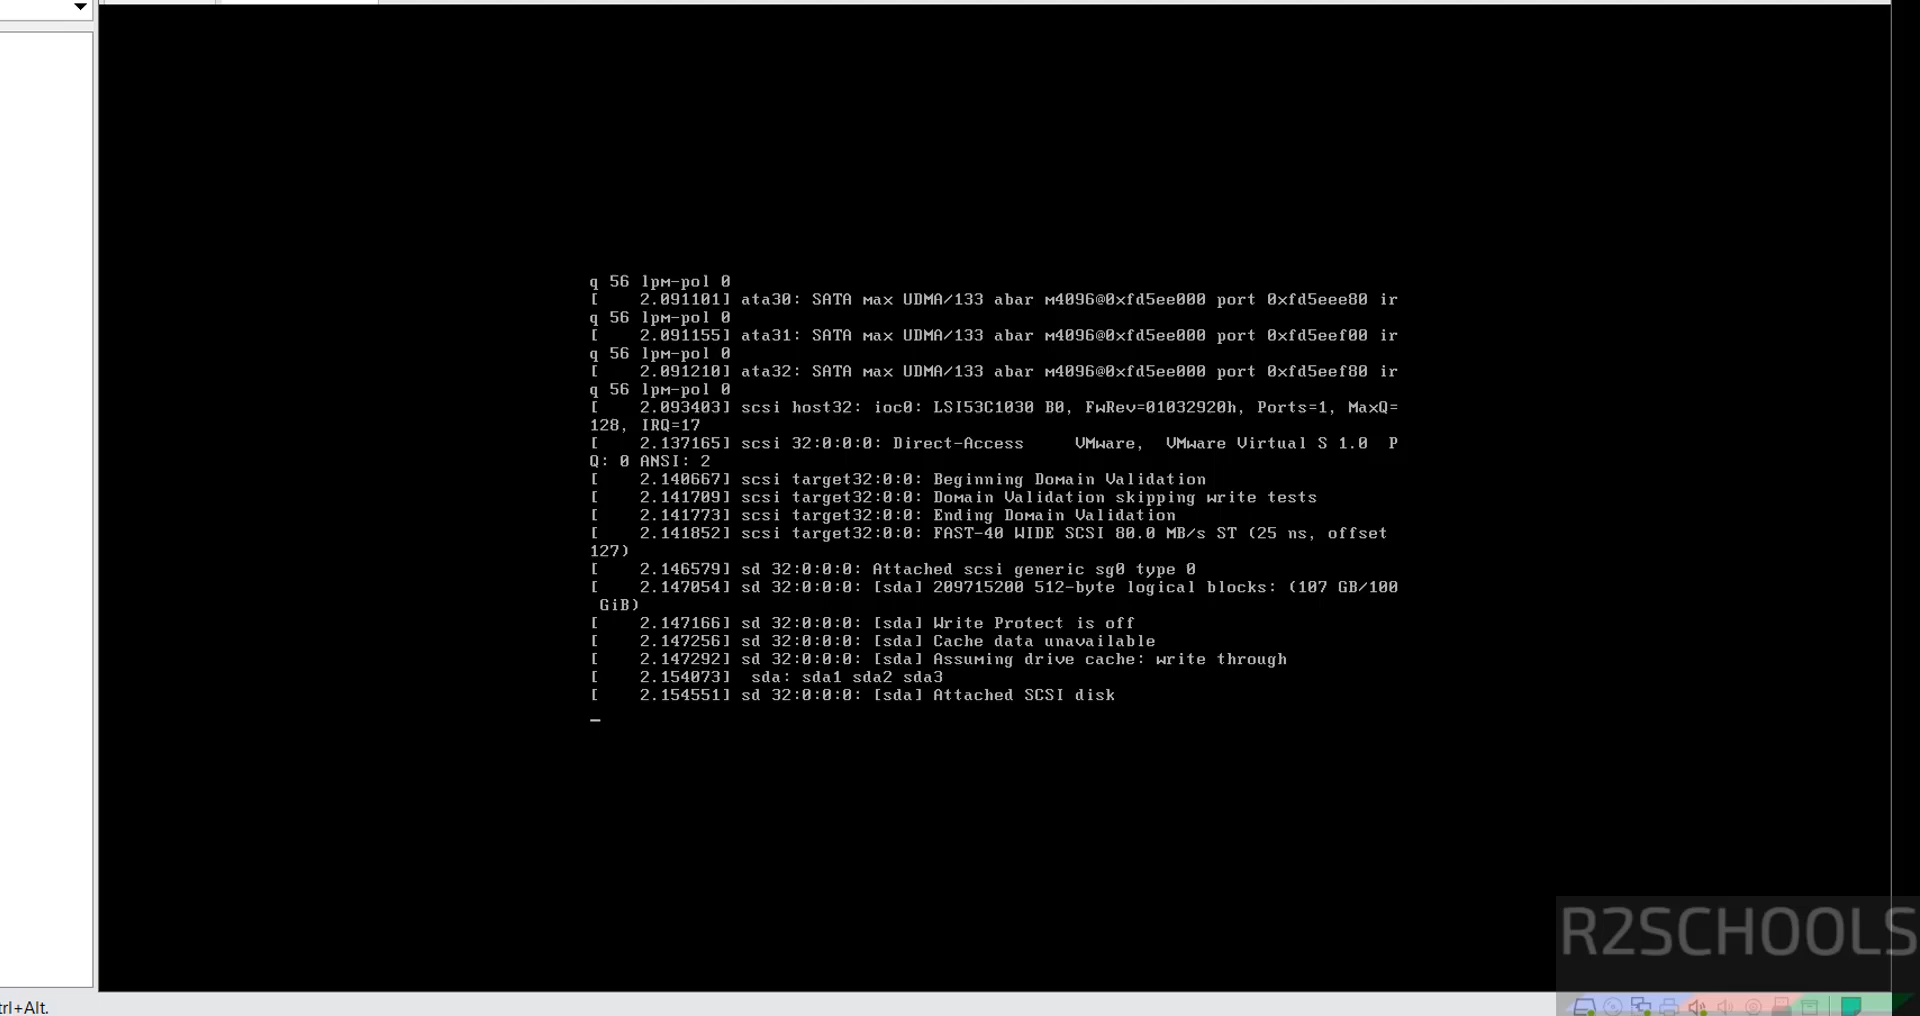 q 56 lpm-pol 0
[    2.091101] ata30: SATA max UDMA/133 abar m4096@0xfd5ee000 port 0xfd5eee80 ir
q 56 lpm-pol 0
[    2.091155] ata31: SATA max UDMA/133 abar m4096@0xfd5ee000 port 0xfd5eef00 ir
q 56 lpm-pol 0
[    2.091210] ata32: SATA max UDMA/133 abar m4096@0xfd5ee000 port 0xfd5eef80 ir
q 56 lpm-pol 0
[    2.093403] scsi host32: ioc0: LSI53C1030 B0, FwRev=01032920h, Ports=1, MaxQ=
128, IRQ=17
[    2.137165] scsi 32:0:0:0: Direct-Access     VMware,  VMware Virtual S 1.0  P
Q: 0 ANSI: 2
[    2.140667] scsi target32:0:0: Beginning Domain Validation
[    2.141709] scsi target32:0:0: Domain Validation skipping write tests
[    2.141773] scsi target32:0:0: Ending Domain Validation
[    2.141852] scsi target32:0:0: FAST-40 WIDE SCSI 80.0 MB/s ST (25 ns, offset
127)
[    2.146579] sd 32:0:0:0: Attached scsi generic sg0 type 0
[    2.147054] sd 32:0:0:0: [sda] 209715200 512-byte logical blocks: (107 GB/100
GiB)
[    2.147166] sd 32:0:0:0: [sda] Write Protect is off
[    2.147256] sd 32:0:0:0: [sda] Cache data unavailable
[    2.147292] sd 32:0:0:0: [sda] Assuming drive cache: write through
[    2.154073]  sda: sda1 sda2 sda3
[    2.154551] sd 32:0:0:0: [sda] Attached SCSI disk
_
R2SCHOOLS
trl+Alt.